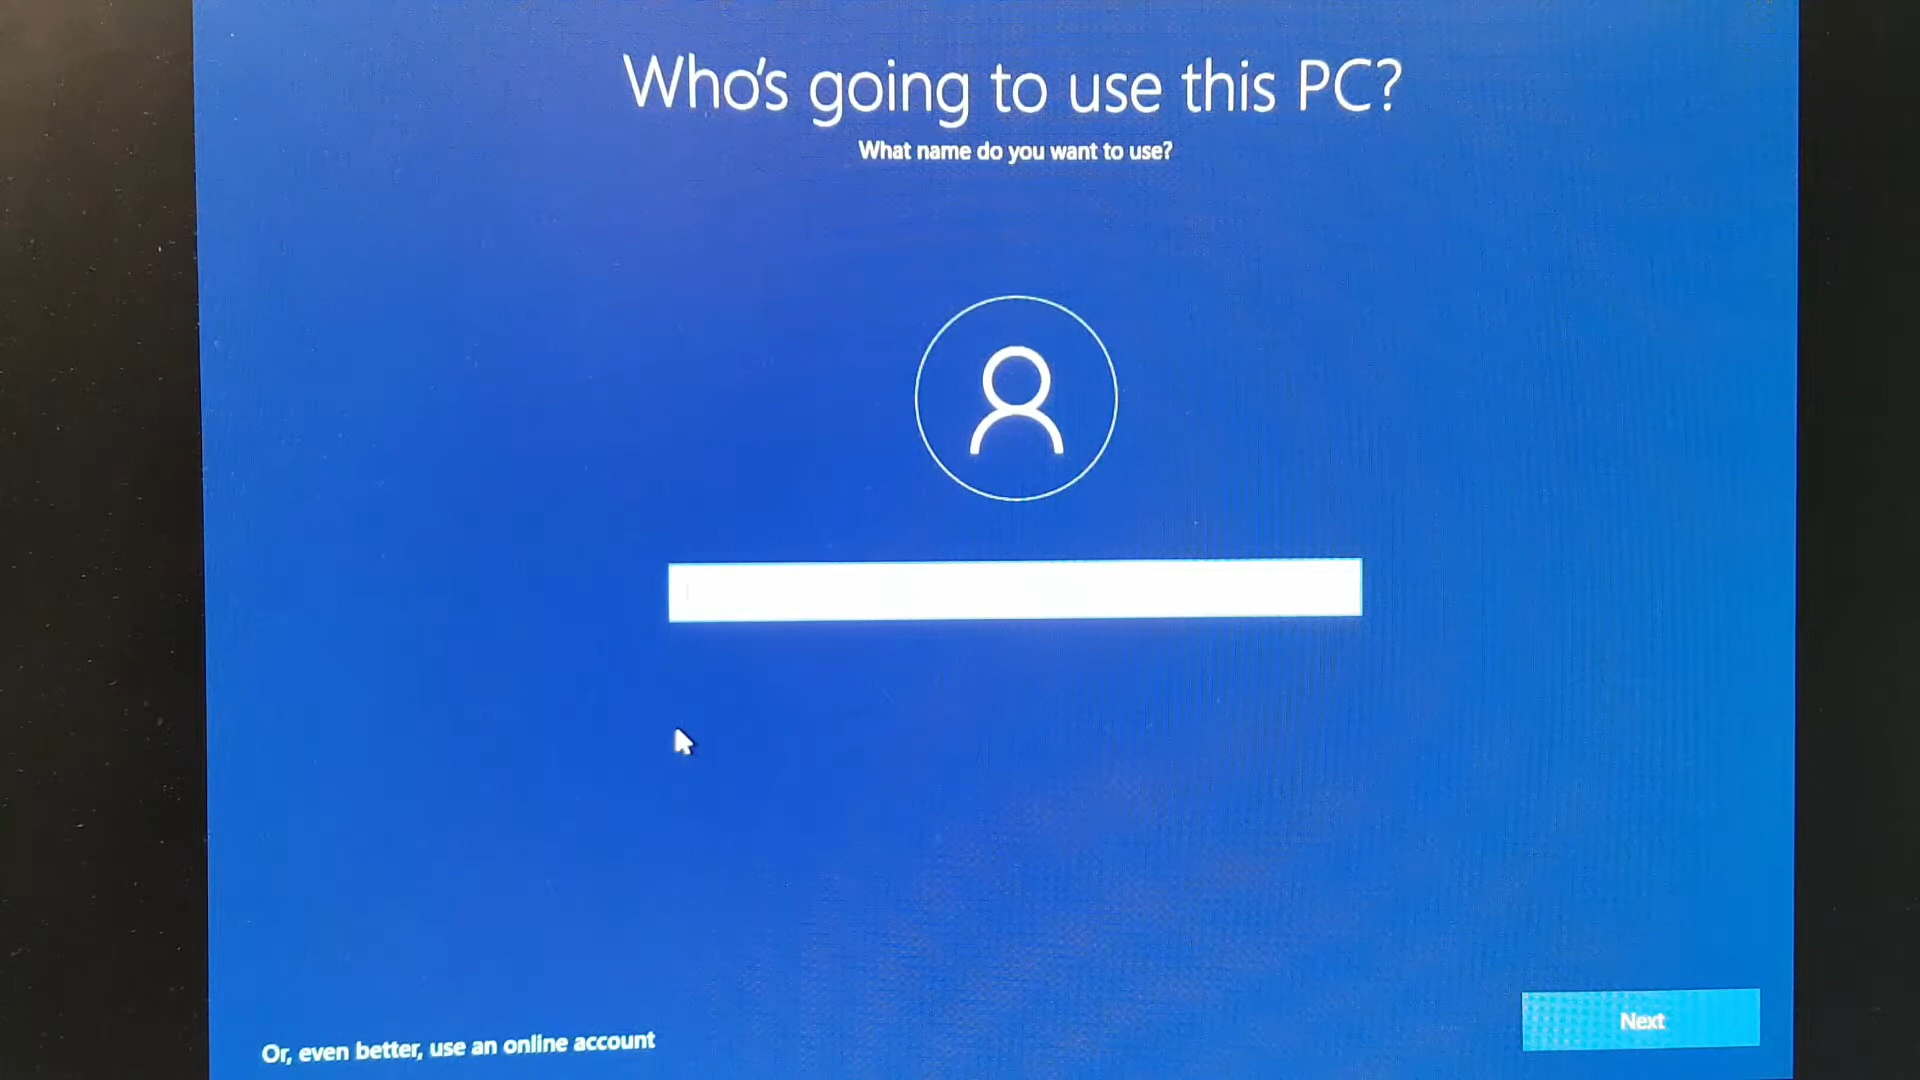 Who's going to use this PC?
What name do you want to use?
Next
Or, even better, use an online account